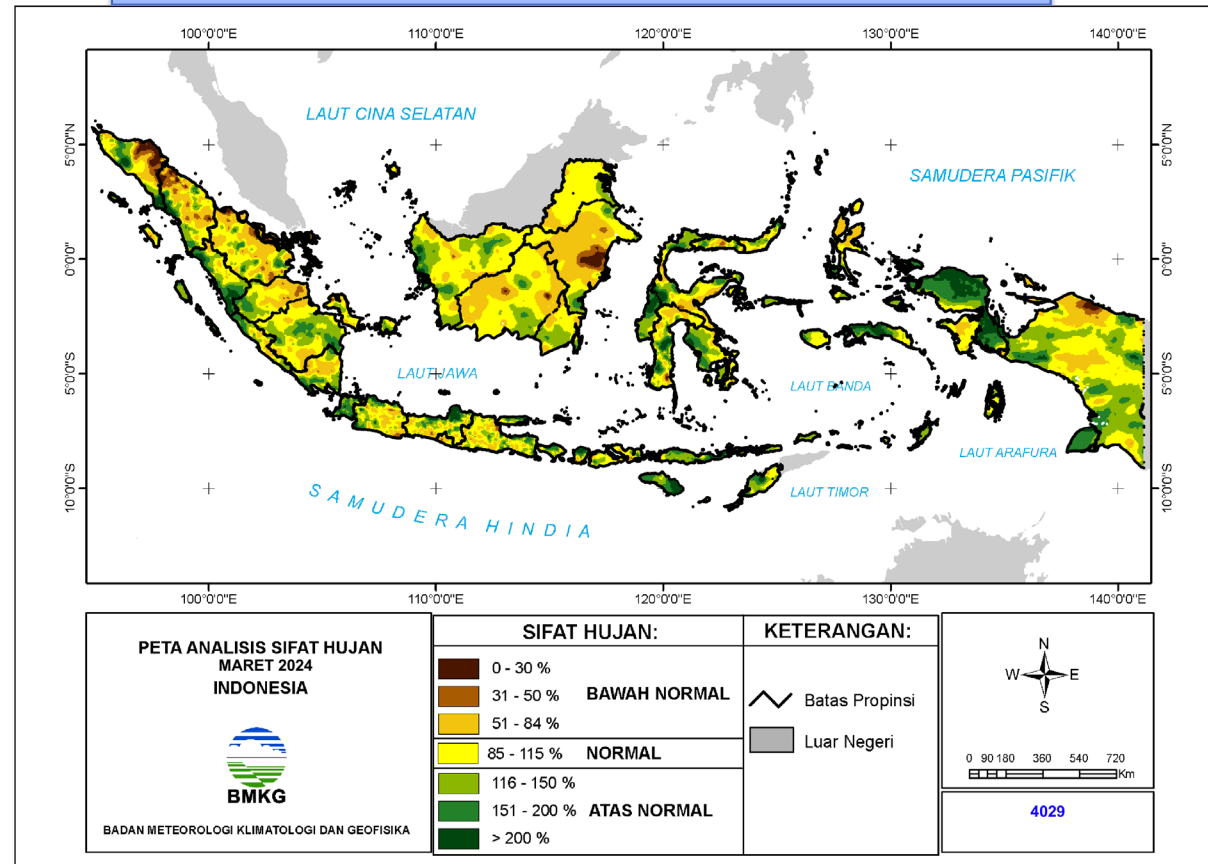 100°0'0"E 110°0'0"E 120°0'0"E 130°0'0"E 140°0'0"E
LAUT CINA SELATAN
SAMUDERA PASIFIK
5°0'0"N 5°0'0"N
0°0'0" 0°0'0"
5°0'0"S 5°0'0"S
LAUT JAWA
LAUT BANDA
LAUT ARAFURA
10°0'0"S 10°0'0"S
LAUT TIMOR
SAMUDERA HINDIA
100°0'0"E 110°0'0"E 120°0'0"E 130°0'0"E 140°0'0"E
PETA ANALISIS SIFAT HUJAN
MARET 2024
INDONESIA
BMKG
BADAN METEOROLOGI KLIMATOLOGI DAN GEOFISIKA
SIFAT HUJAN:
0 - 30 %
31 - 50 % BAWAH NORMAL
51 - 84 %
85 - 115 % NORMAL
116 - 150 %
151 - 200 % ATAS NORMAL
> 200 %
KETERANGAN:
Batas Propinsi
Luar Negeri
N
W E
S
0 90 180 360 540 720
Km
4029